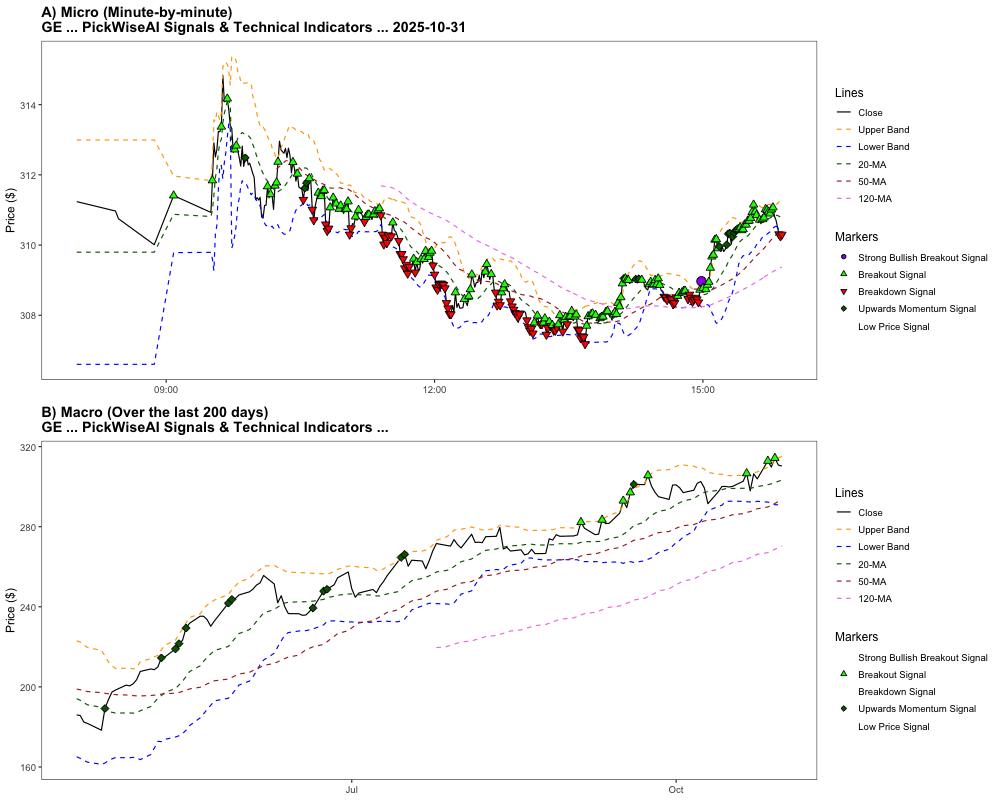 A) Micro (Minute-by-minute)
GE ... PickWiseAI Signals & Technical Indicators ... 2025-10-31
Price ($)
314
312
310
308
09:00
12:00
15:00
Lines
Close
Upper Band
Lower Band
20-MA
50-MA
120-MA
Markers
Strong Bullish Breakout Signal
Breakout Signal
Breakdown Signal
Upwards Momentum Signal
Low Price Signal
B) Macro (Over the last 200 days)
GE ... PickWiseAI Signals & Technical Indicators ...
Price ($)
320
280
240
200
160
Jul
Oct
Lines
Close
Upper Band
Lower Band
20-MA
50-MA
120-MA
Markers
Strong Bullish Breakout Signal
Breakout Signal
Breakdown Signal
Upwards Momentum Signal
Low Price Signal